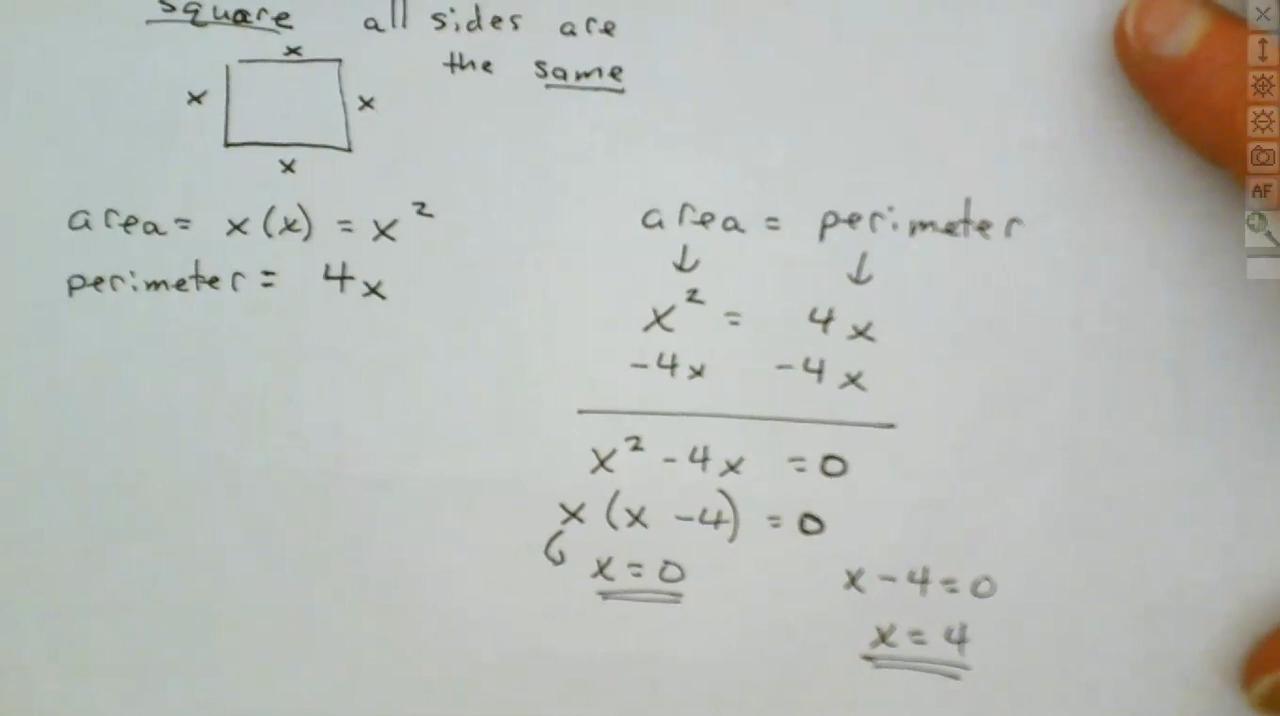 square all sides are
the same
x
x x
x
area = x(x) = x²
perimeter = 4x
area = perimeter
↓ ↓
x² = 4x
-4x -4x
x² - 4x = 0
x (x - 4) = 0
x = 0
x - 4 = 0
x = 4
AF